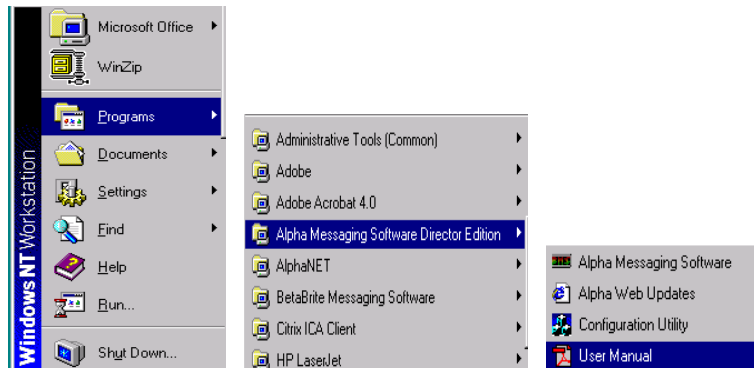 Windows NT Workstation
Microsoft Office
WinZip
Programs
Documents
Settings
Find
Help
Run...
Shut Down...
Administrative Tools (Common)
Adobe
Adobe Acrobat 4.0
Alpha Messaging Software Director Edition
AlphaNET
BetaBrite Messaging Software
Citrix ICA Client
HP LaserJet
Alpha Messaging Software
Alpha Web Updates
Configuration Utility
User Manual